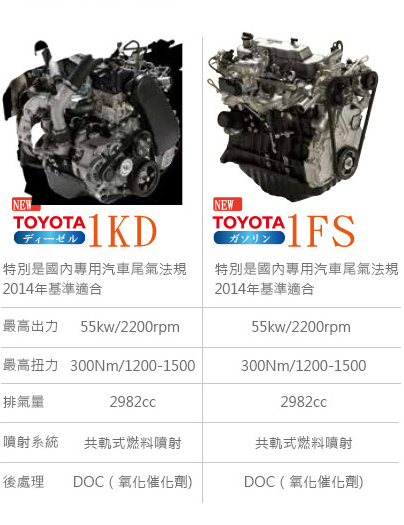 NEW
TOYOTA
ディーゼル
1KD
NEW
TOYOTA
ガソリン
1FS
特別是國內專用汽車尾氣法規
2014年基準適合
特別是國內專用汽車尾氣法規
2014年基準適合
最高出力 55kw/2200rpm 55kw/2200rpm
最高扭力 300Nm/1200-1500 300Nm/1200-1500
排氣量 2982cc 2982cc
噴射系統 共軌式燃料噴射 共軌式燃料噴射
後處理 DOC ( 氧化催化劑) DOC ( 氧化催化劑)